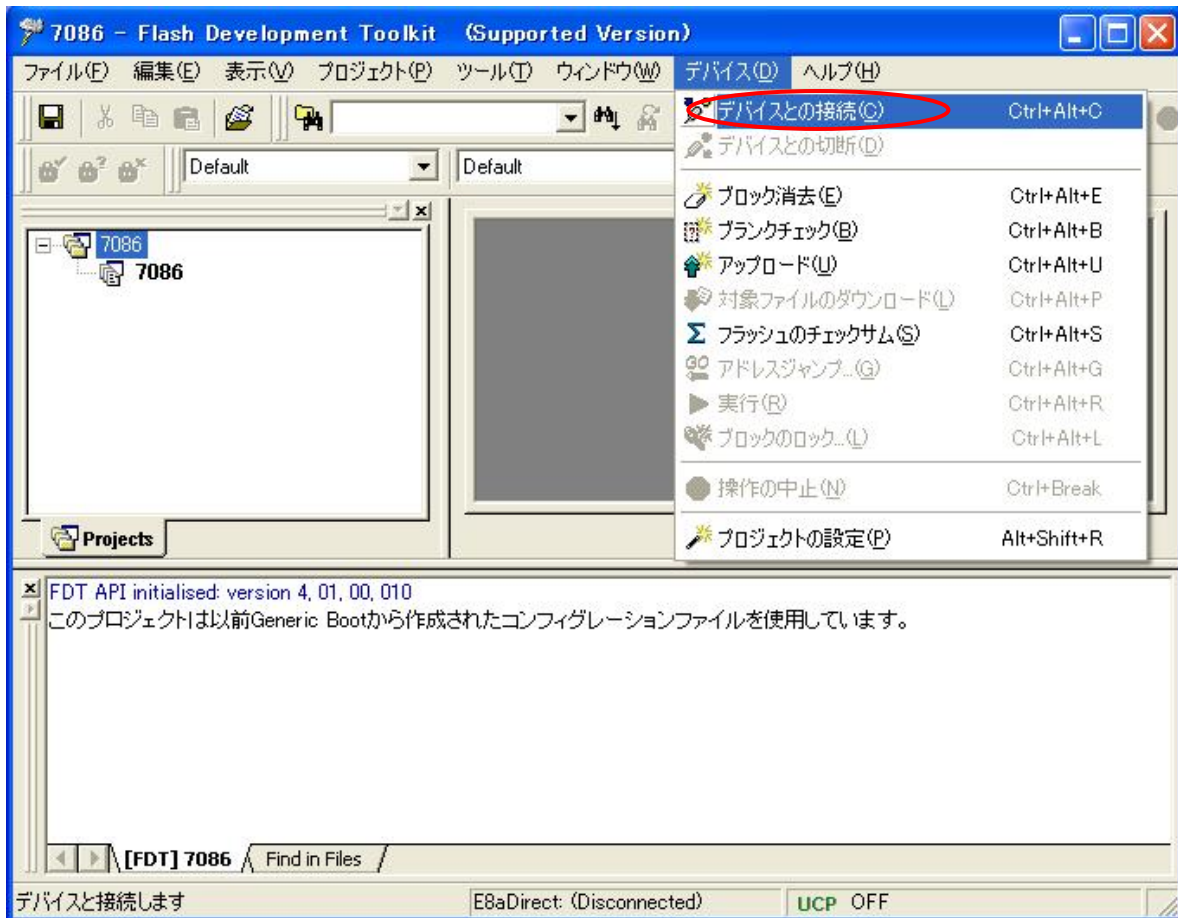 7086 - Flash Development Toolkit (Supported Version)
ファイル(F) 編集(E) 表示(V) プロジェクト(P) ツール(T) ウィンドウ(W) デバイス(D) ヘルプ(H)
デバイスとの接続(C) Ctrl+Alt+C
デバイスとの切断(D)
Default Default
ブロック消去(E) Ctrl+Alt+E
ブランクチェック(B) Ctrl+Alt+B
アップロード(U) Ctrl+Alt+U
対象ファイルのダウンロード(L) Ctrl+Alt+P
フラッシュのチェックサム(S) Ctrl+Alt+S
アドレスジャンプ...(G) Ctrl+Alt+G
実行(R) Ctrl+Alt+R
ブロックのロック...(L) Ctrl+Alt+L
操作の中止(N) Ctrl+Break
プロジェクトの設定(P) Alt+Shift+R
7086
7086
Projects
FDT API initialised: version 4, 01, 00, 010
このプロジェクトは以前Generic Bootから作成されたコンフィグレーションファイルを使用しています。
[FDT] 7086 Find in Files
デバイスと接続します E8aDirect: (Disconnected) UCP OFF